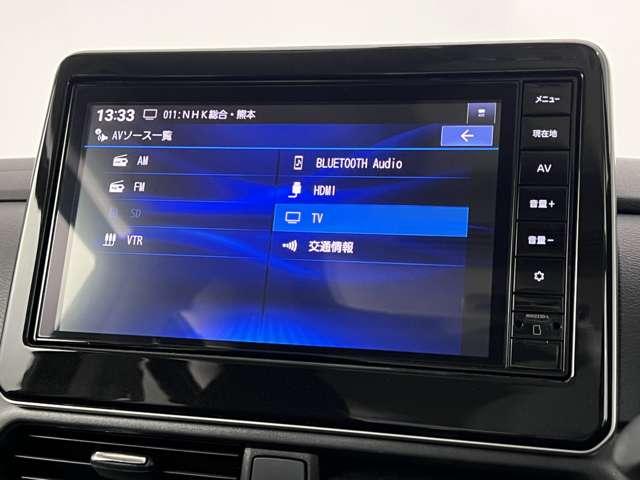 13:33 011:NHK総合・熊本
AVソース一覧
AM
FM
SD
VTR
BLUETOOTH Audio
HDMI
TV
交通情報
メニュー
現在地
AV
音量+
音量−